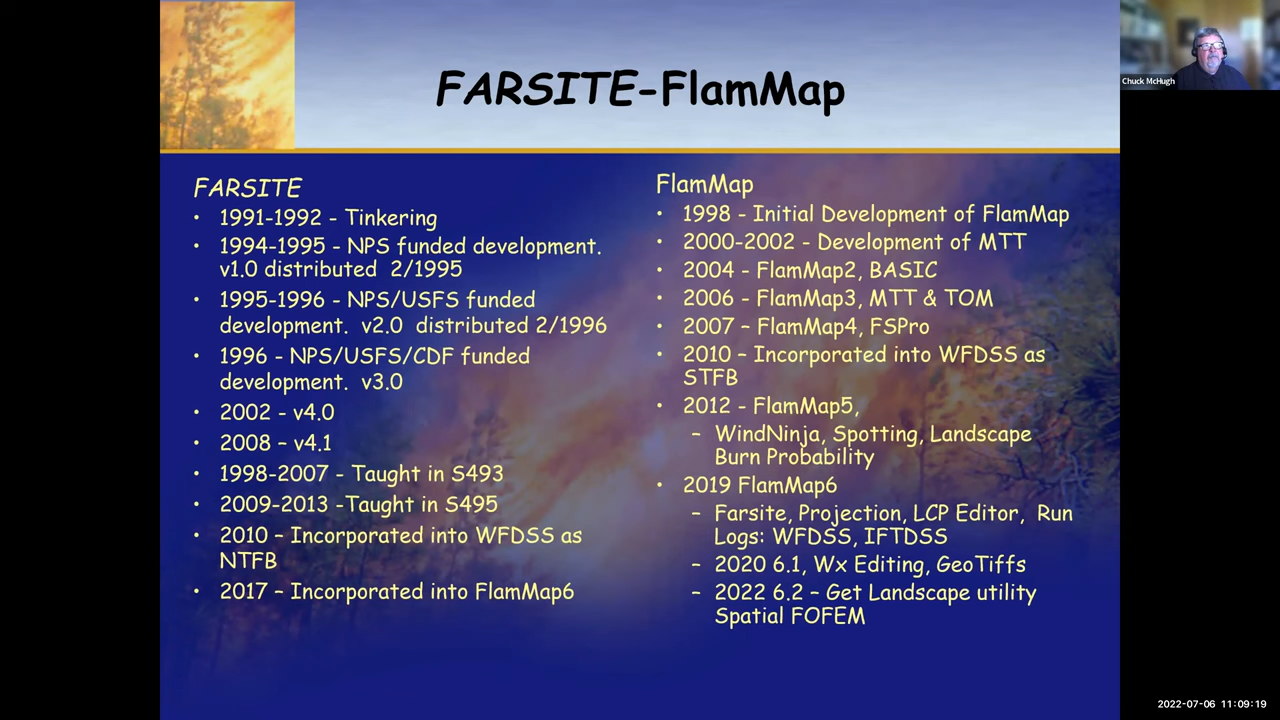 FARSITE-FlamMap
Chuck McHugh
FARSITE
• 1991-1992 - Tinkering
• 1994-1995 - NPS funded development.
v1.0 distributed 2/1995
• 1995-1996 - NPS/USFS funded
development. v2.0 distributed 2/1996
• 1996 - NPS/USFS/CDF funded
development. v3.0
• 2002 - v4.0
• 2008 – v4.1
• 1998-2007 - Taught in S493
• 2009-2013 -Taught in S495
• 2010 – Incorporated into WFDSS as
NTFB
• 2017 – Incorporated into FlamMap6
FlamMap
• 1998 - Initial Development of FlamMap
• 2000-2002 - Development of MTT
• 2004 - FlamMap2, BASIC
• 2006 - FlamMap3, MTT & TOM
• 2007 – FlamMap4, FSPro
• 2010 – Incorporated into WFDSS as
STFB
• 2012 - FlamMap5,
– WindNinja, Spotting, Landscape
Burn Probability
• 2019 FlamMap6
– Farsite, Projection, LCP Editor, Run
Logs: WFDSS, IFTDSS
– 2020 6.1, Wx Editing, GeoTiffs
– 2022 6.2 – Get Landscape utility
Spatial FOFEM
2022-07-06 11:09:19